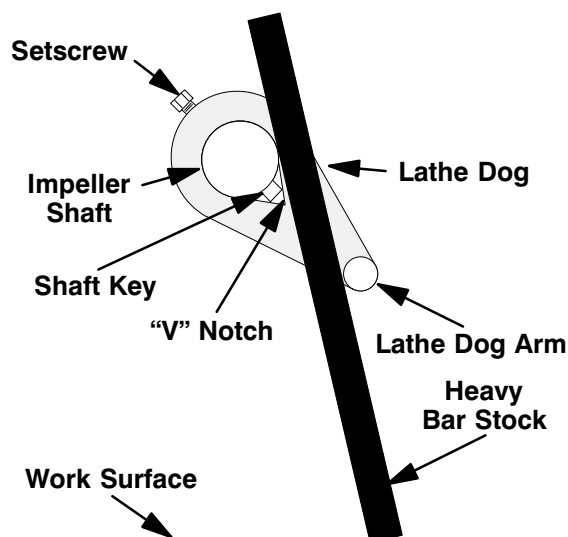 Setscrew
Impeller
Shaft
Lathe Dog
Shaft Key
“V” Notch
Lathe Dog Arm
Heavy
Bar Stock
Work Surface